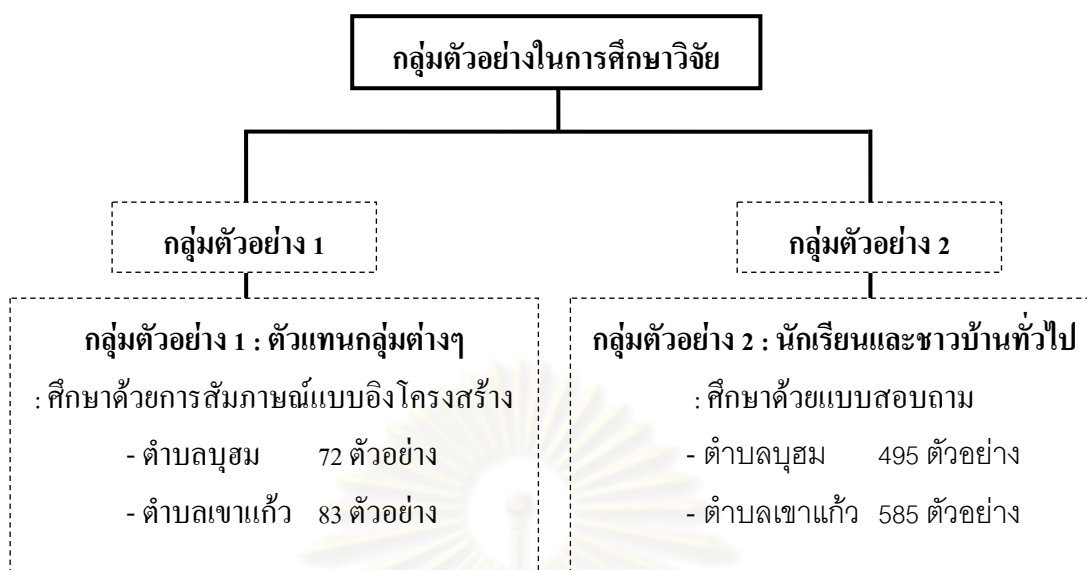 กลุ่มตัวอย่างในการศึกษาวิจัย
กลุ่มตัวอย่าง 1
กลุ่มตัวอย่าง 2
กลุ่มตัวอย่าง 1 : ตัวแทนกลุ่มต่างๆ
: ศึกษาด้วยการสัมภาษณ์แบบอิงโครงสร้าง
- ตำบลบุฮม 72 ตัวอย่าง
- ตำบลเขาแก้ว 83 ตัวอย่าง
กลุ่มตัวอย่าง 2 : นักเรียนและชาวบ้านทั่วไป
: ศึกษาด้วยแบบสอบถาม
- ตำบลบุฮม 495 ตัวอย่าง
- ตำบลเขาแก้ว 585 ตัวอย่าง